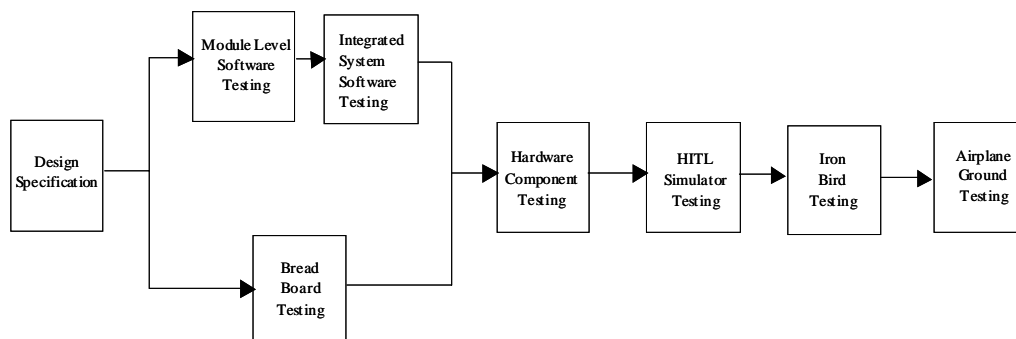 Design
Specification
Module Level
Software
Testing
Integrated
System
Software
Testing
Bread
Board
Testing
Hardware
Component
Testing
HITL
Simulator
Testing
Iron
Bird
Testing
Airplane
Ground
Testing